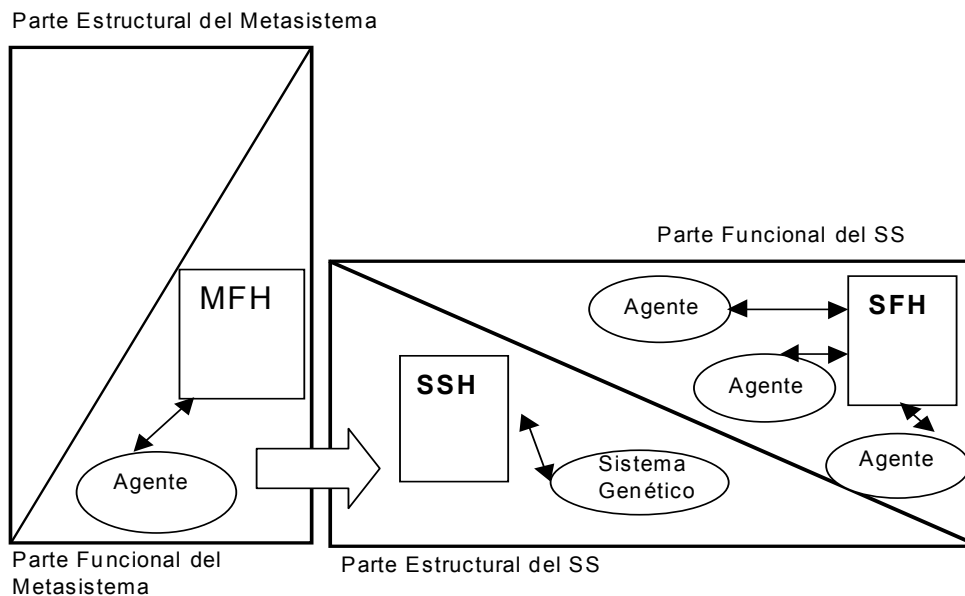 Parte Estructural del Metasistema
MFH
Agente
Parte Funcional del
Metasistema
Parte Funcional del SS
Agente
SFH
Agente
Agente
SSH
Sistema
Genético
Parte Estructural del SS